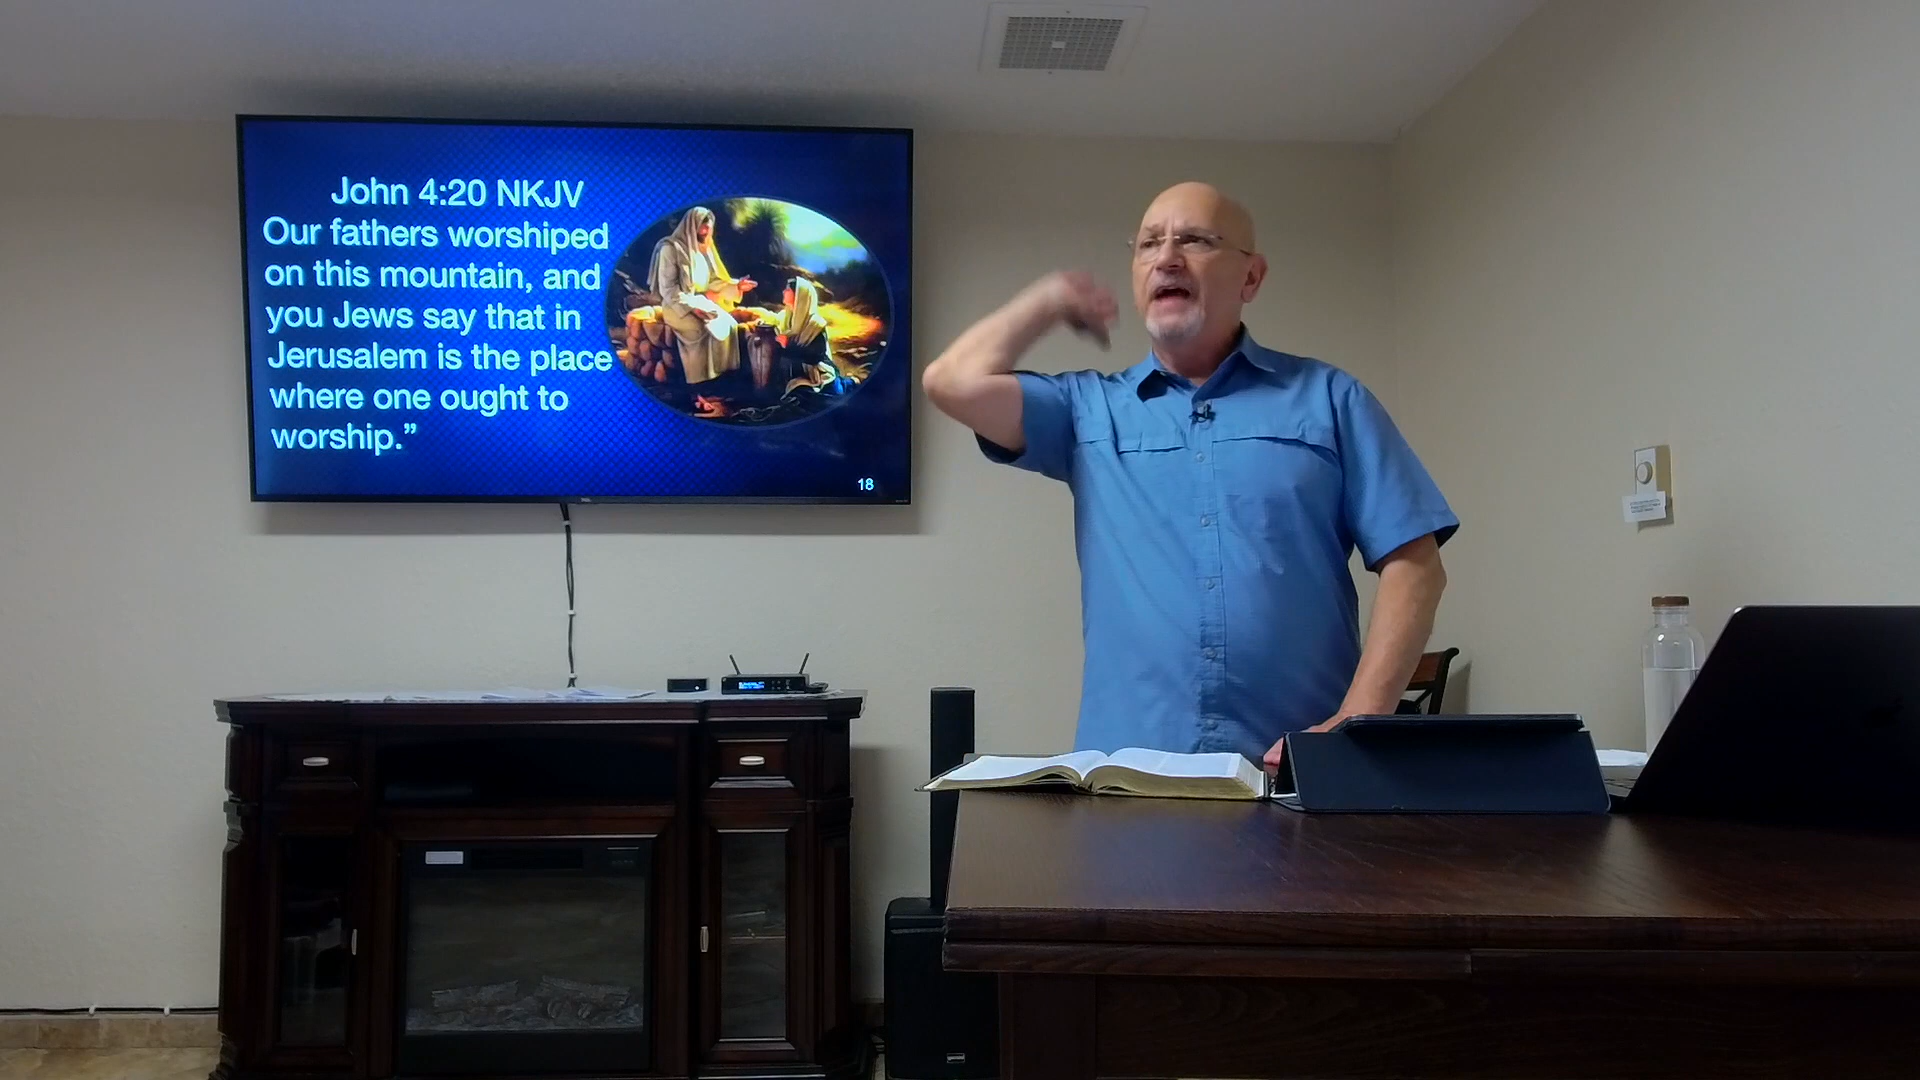 John 4:20 NKJV
Our fathers worshiped
on this mountain, and
you Jews say that in
Jerusalem is the place
where one ought to
worship.”
18